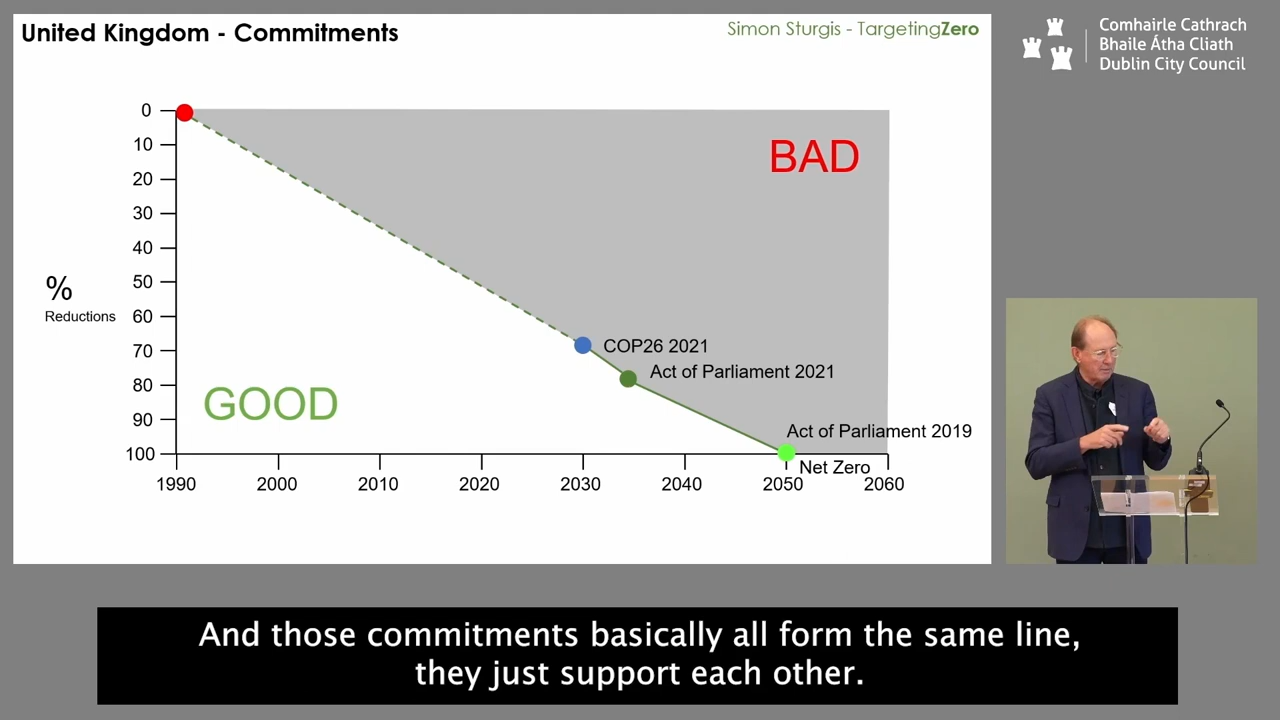 United Kingdom - Commitments
Simon Sturgis - TargetingZero
Comhairle Cathrach
Bhaile Átha Cliath
Dublin City Council
0
10
20
30
40
50
60
70
80
90
100
%
Reductions
BAD
GOOD
COP26 2021
Act of Parliament 2021
Act of Parliament 2019
Net Zero
1990
2000
2010
2020
2030
2040
2050
2060
And those commitments basically all form the same line,
they just support each other.